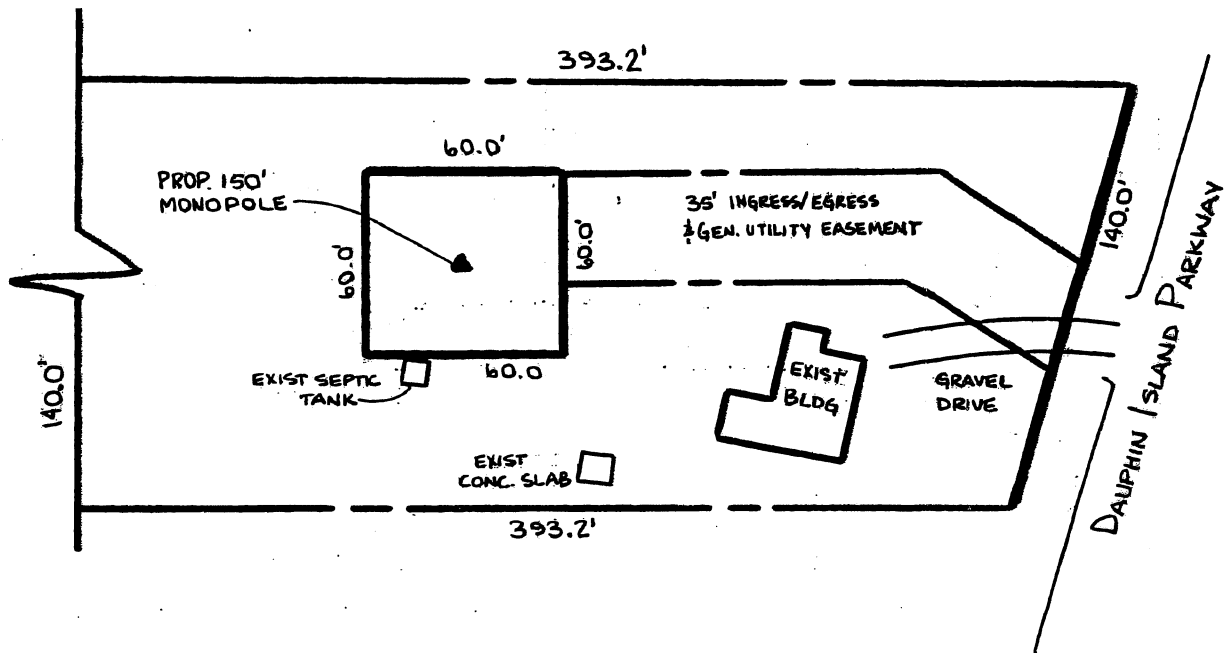 393.2'
60.0'
PROP. 150'
MONOPOLE
35' INGRESS/EGRESS
& GEN. UTILITY EASEMENT
60.0'
60.0'
140.0'
DAUPHIN ISLAND PARKWAY
140.0'
EXIST SEPTIC
TANK
60.0
EXIST
BLDG
GRAVEL
DRIVE
EXIST
CONC. SLAB
393.2'